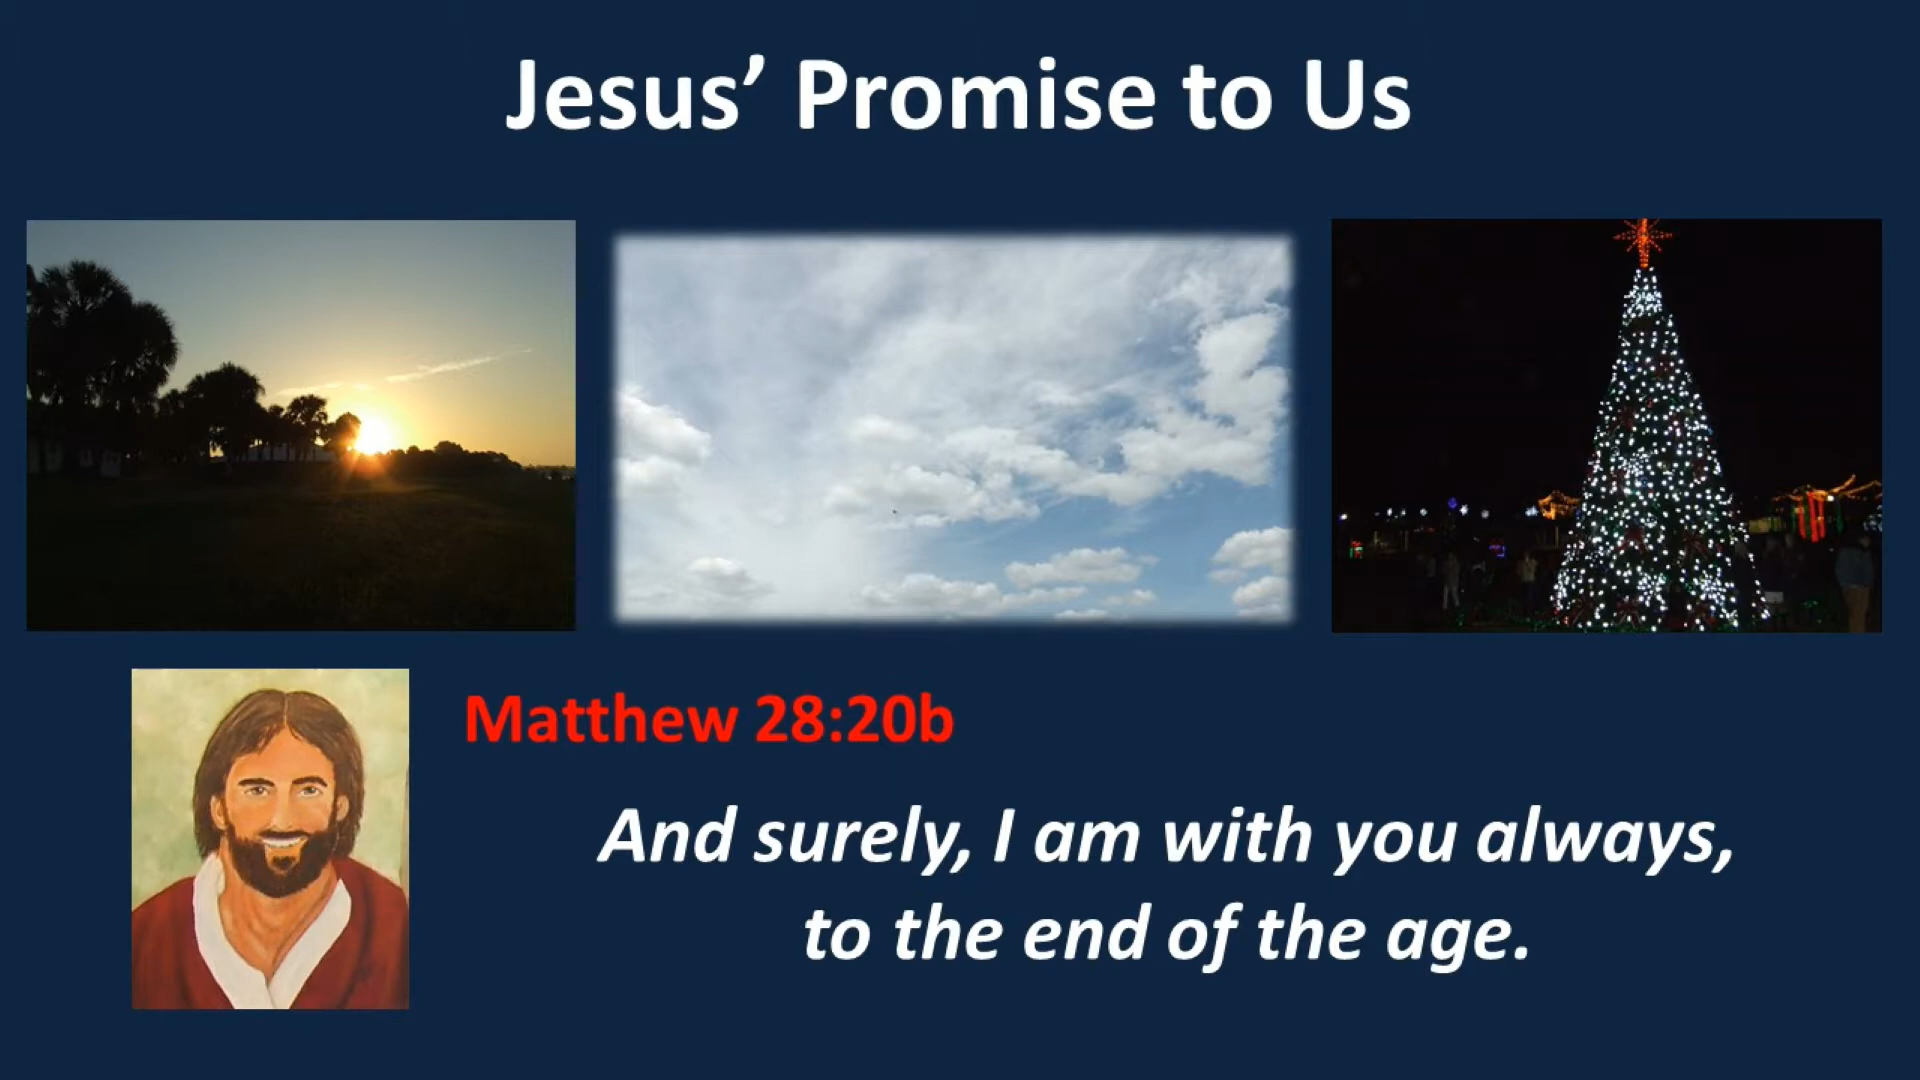 Jesus’ Promise to Us
Matthew 28:20b
And surely, I am with you always,
to the end of the age.